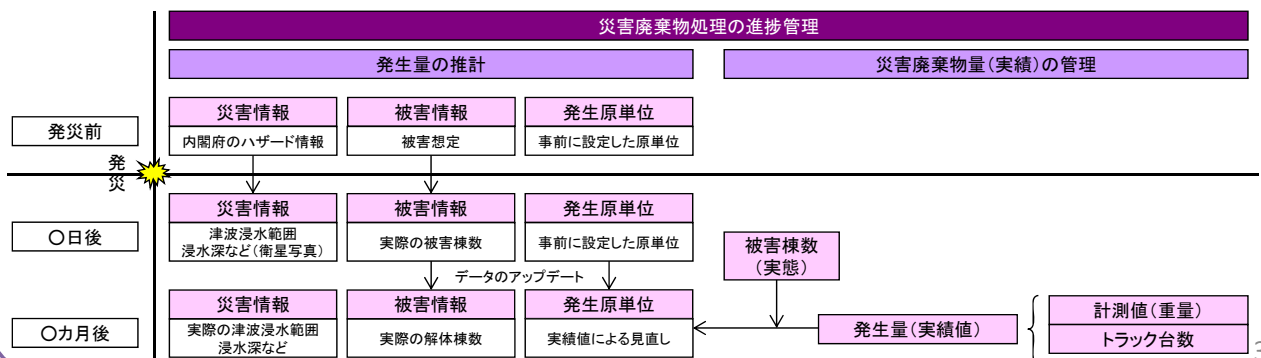 災害廃棄物処理の進捗管理
発生量の推計
災害廃棄物量(実績)の管理
発災前
災害情報
内閣府のハザード情報
被害情報
被害想定
発生原単位
事前に設定した原単位
発災
〇日後
災害情報
津波浸水範囲
浸水深など(衛星写真)
被害情報
実際の被害棟数
発生原単位
事前に設定した原単位
被害棟数
(実態)
データのアップデート
〇カ月後
災害情報
実際の津波浸水範囲
浸水深など
被害情報
実際の解体棟数
発生原単位
実績値による見直し
発生量(実績値)
計測値(重量)
トラック台数